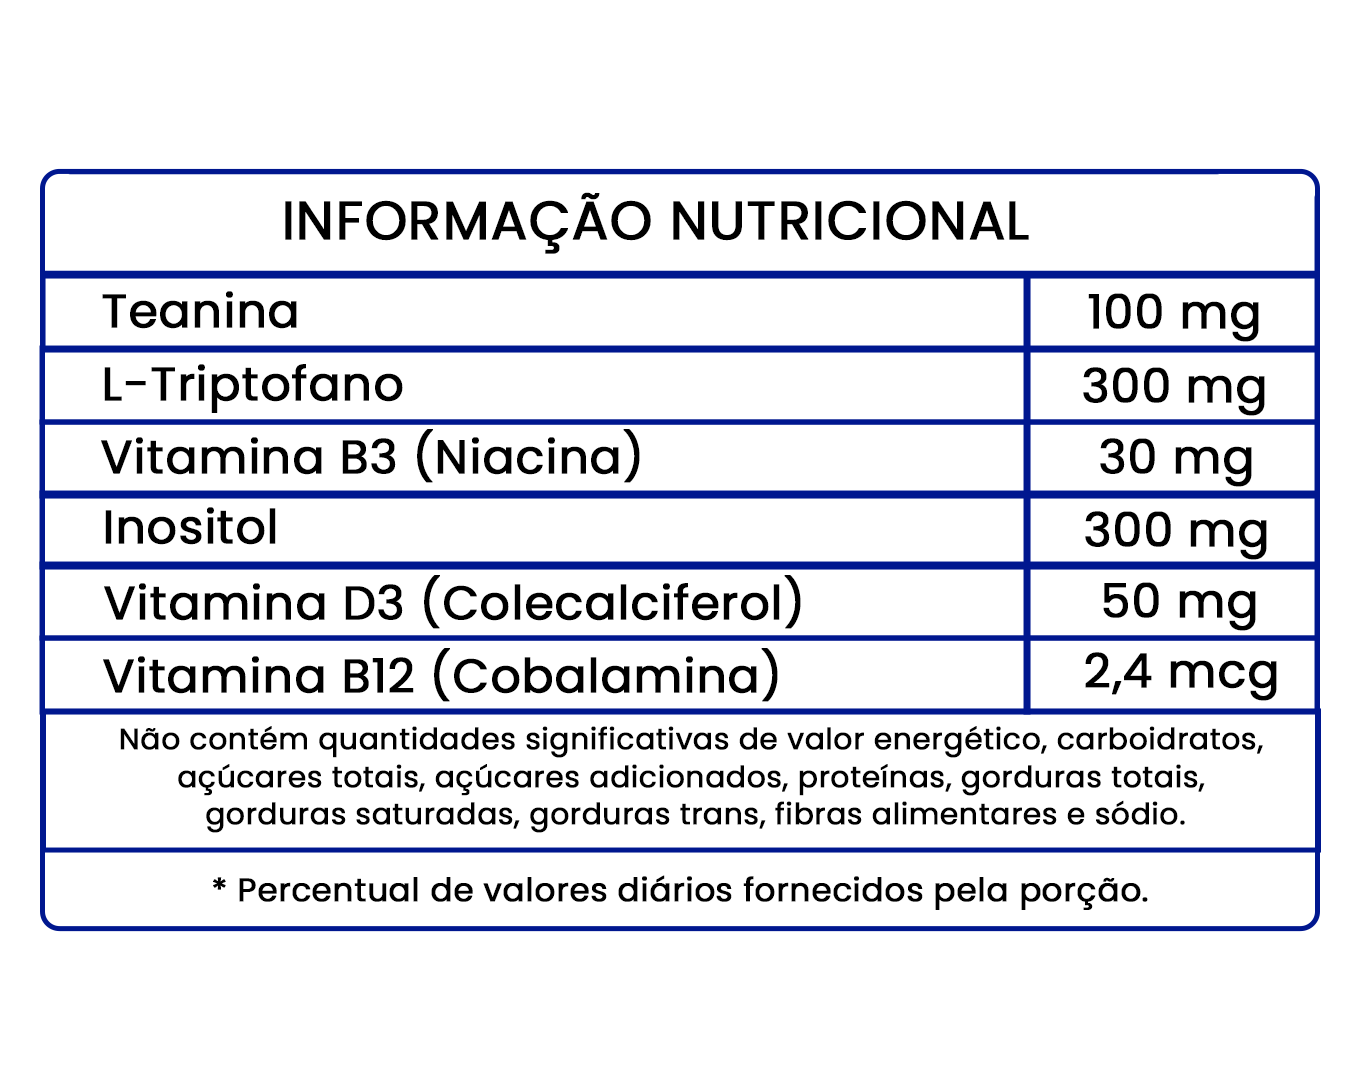 INFORMAÇÃO NUTRICIONAL
Teanina 100 mg
L-Triptofano 300 mg
Vitamina B3 (Niacina) 30 mg
Inositol 300 mg
Vitamina D3 (Colecalciferol) 50 mg
Vitamina B12 (Cobalamina) 2,4 mcg
Não contém quantidades significativas de valor energético, carboidratos,
açúcares totais, açúcares adicionados, proteínas, gorduras totais,
gorduras saturadas, gorduras trans, fibras alimentares e sódio.
* Percentual de valores diários fornecidos pela porção.